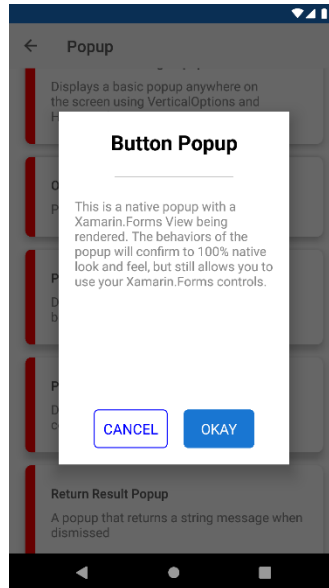 Popup
Displays a basic popup anywhere on
the screen using VerticalOptions and
H
Button Popup
This is a native popup with a
Xamarin.Forms View being
rendered. The behaviors of the
popup will confirm to 100% native
look and feel, but still allows you to
use your Xamarin.Forms controls.
CANCEL
OKAY
Return Result Popup
A popup that returns a string message when
dismissed